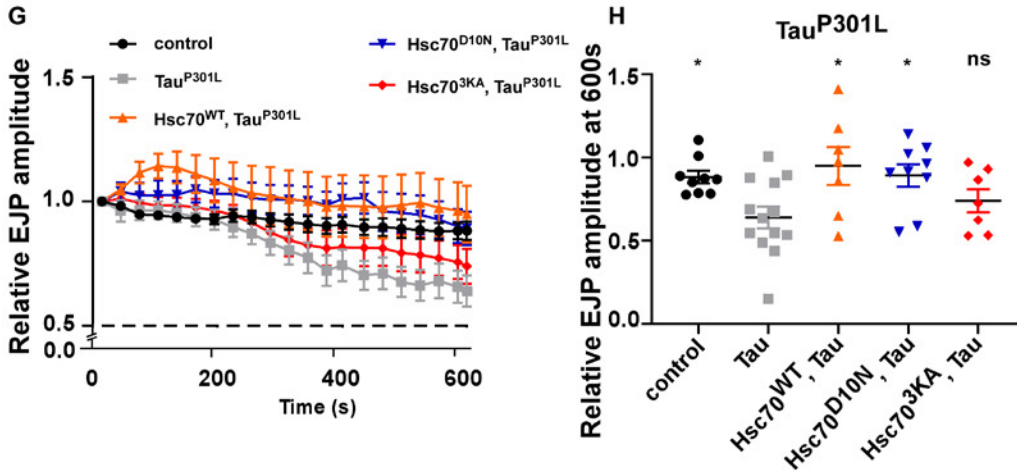 G
control
Tau^P301L
Hsc70^WT, Tau^P301L
Hsc70^D10N, Tau^P301L
Hsc70^3KA, Tau^P301L
Relative EJP amplitude
1.5
1.0
0.5
0.0
0
200
400
600
Time (s)
H
Tau^P301L
* * * ns
Relative EJP amplitude at 600s
1.5
1.0
0.5
0.0
control
Tau
Hsc70^WT, Tau
Hsc70^D10N, Tau
Hsc70^3KA, Tau